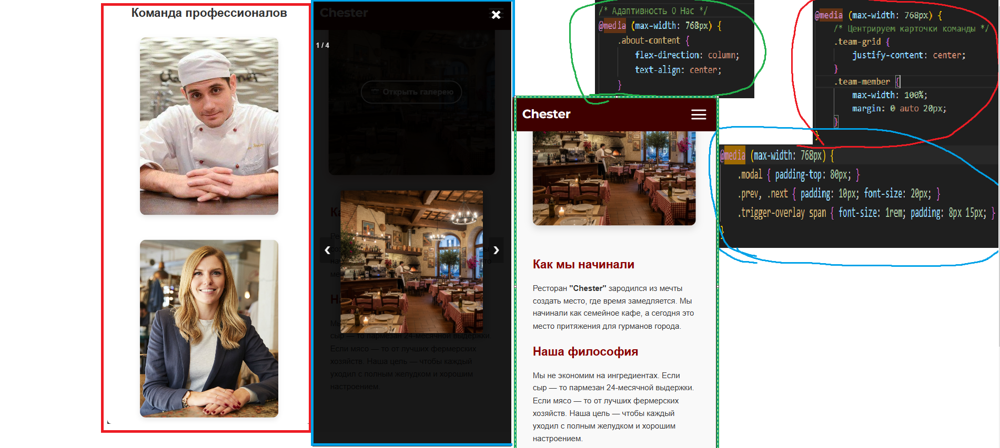 Команда профессионалов
Chester
1 / 4
Открыть галерею
сыр — то пармезан 24-месячной выдержки.
Если мясо — то от лучших фермерских
хозяйств. Наша цель — чтобы каждый
уходил с полным желудком и хорошим
настроением.
/* Адаптивность О Нас */
@media (max-width: 768px) {
.about-content {
flex-direction: column;
text-align: center;
}
Chester
Как мы начинали
Ресторан "Chester" зародился из мечты
создать место, где время замедляется. Мы
начинали как семейное кафе, а сегодня это
место притяжения для гурманов города.
Наша философия
Мы не экономим на ингредиентах. Если
сыр — то пармезан 24-месячной выдержки.
Если мясо — то от лучших фермерских
хозяйств. Наша цель — чтобы каждый
уходил с полным желудком и хорошим
настроением.
@media (max-width: 768px) {
/* Центрируем карточки команды */
.team-grid {
justify-content: center;
}
.team-member {
max-width: 100%;
margin: 0 auto 20px;
}
}
@media (max-width: 768px) {
.modal { padding-top: 80px; }
.prev, .next { padding: 10px; font-size: 20px; }
.trigger-overlay span { font-size: 1rem; padding: 8px 15px; }
}